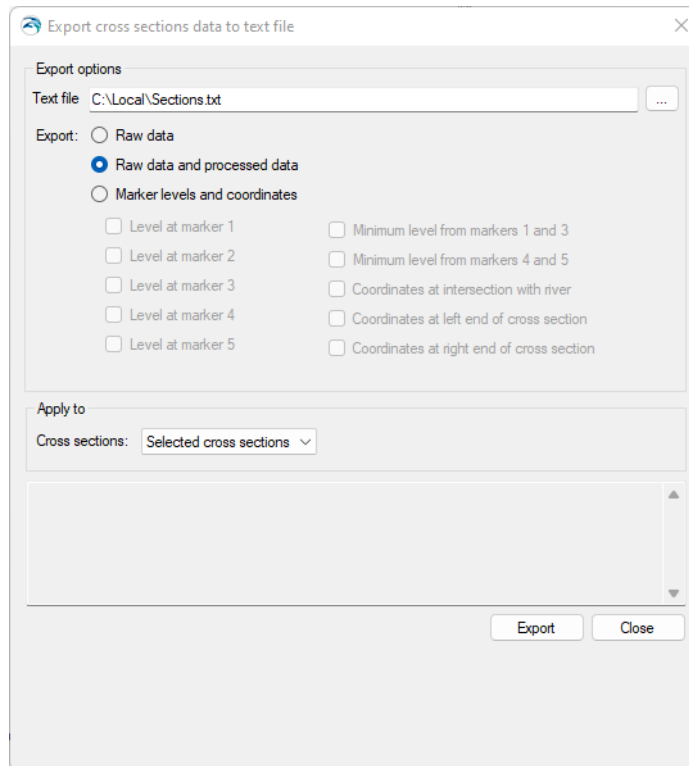 Export cross sections data to text file
Export options
Text file C:\Local\Sections.txt ...
Export: Raw data
Raw data and processed data
Marker levels and coordinates
Level at marker 1
Level at marker 2
Level at marker 3
Level at marker 4
Level at marker 5
Minimum level from markers 1 and 3
Minimum level from markers 4 and 5
Coordinates at intersection with river
Coordinates at left end of cross section
Coordinates at right end of cross section
Apply to
Cross sections: Selected cross sections
Export Close